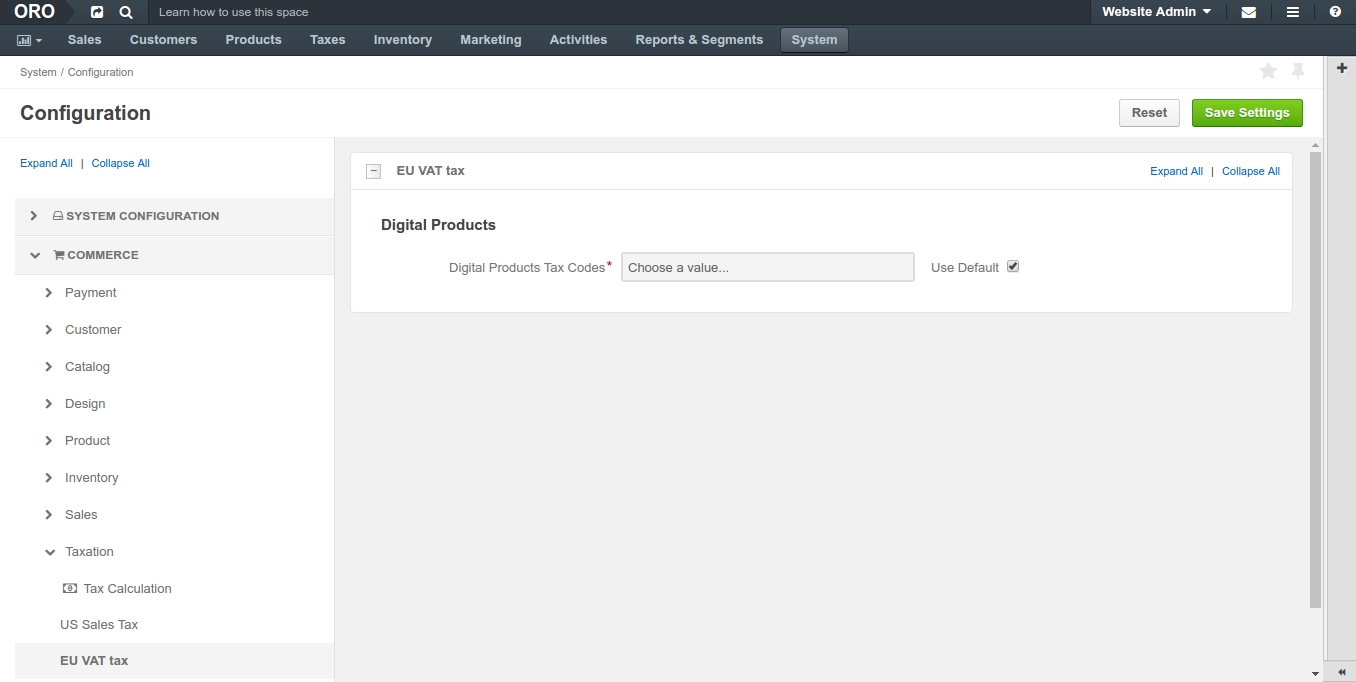 ORO Learn how to use this space Website Admin
Sales Customers Products Taxes Inventory Marketing Activities Reports & Segments System
System / Configuration
Configuration Reset Save Settings
Expand All | Collapse All
SYSTEM CONFIGURATION
COMMERCE
Payment
Customer
Catalog
Design
Product
Inventory
Sales
Taxation
Tax Calculation
US Sales Tax
EU VAT tax
EU VAT tax Expand All | Collapse All
Digital Products
Digital Products Tax Codes* Choose a value... Use Default